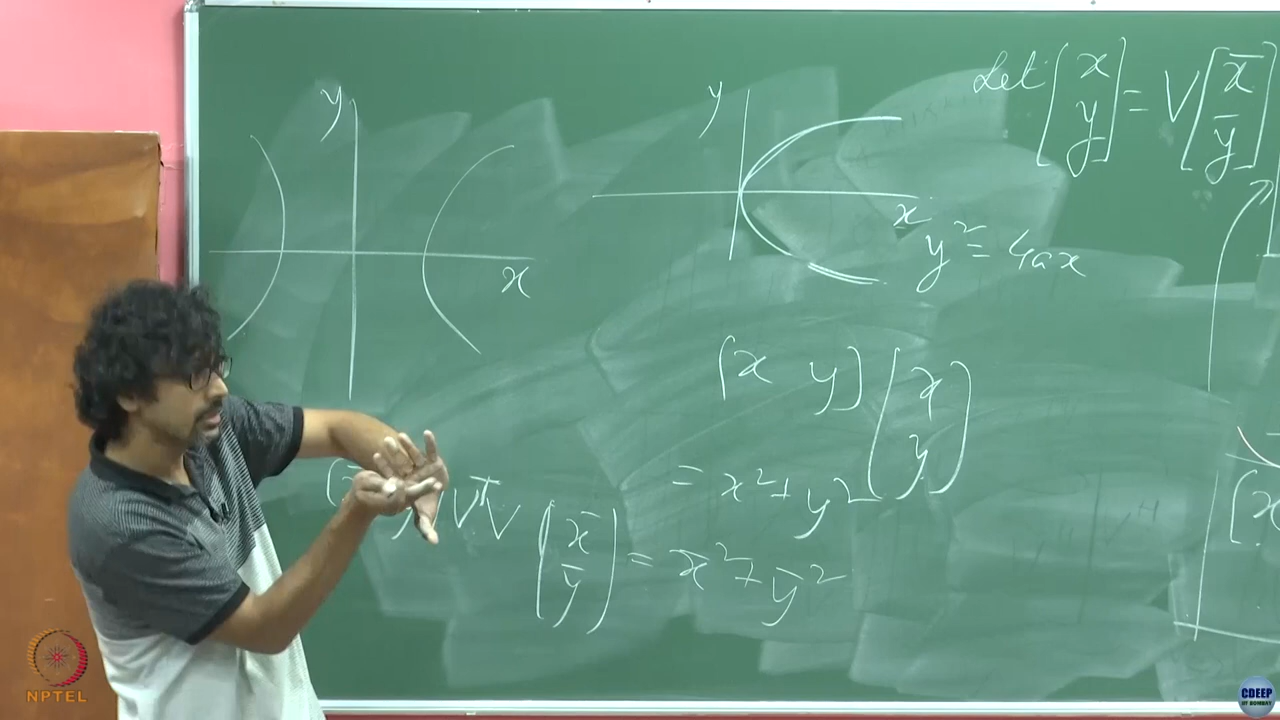 y
x
y
x
y² = 4ax
Let [x y] = V [x̄ ȳ]
[x y] [x y]
= x² + y²
VᵀV [x̄ ȳ] = x̄² + ȳ²
[x
NPTEL
CDEEP
IIT BOMBAY